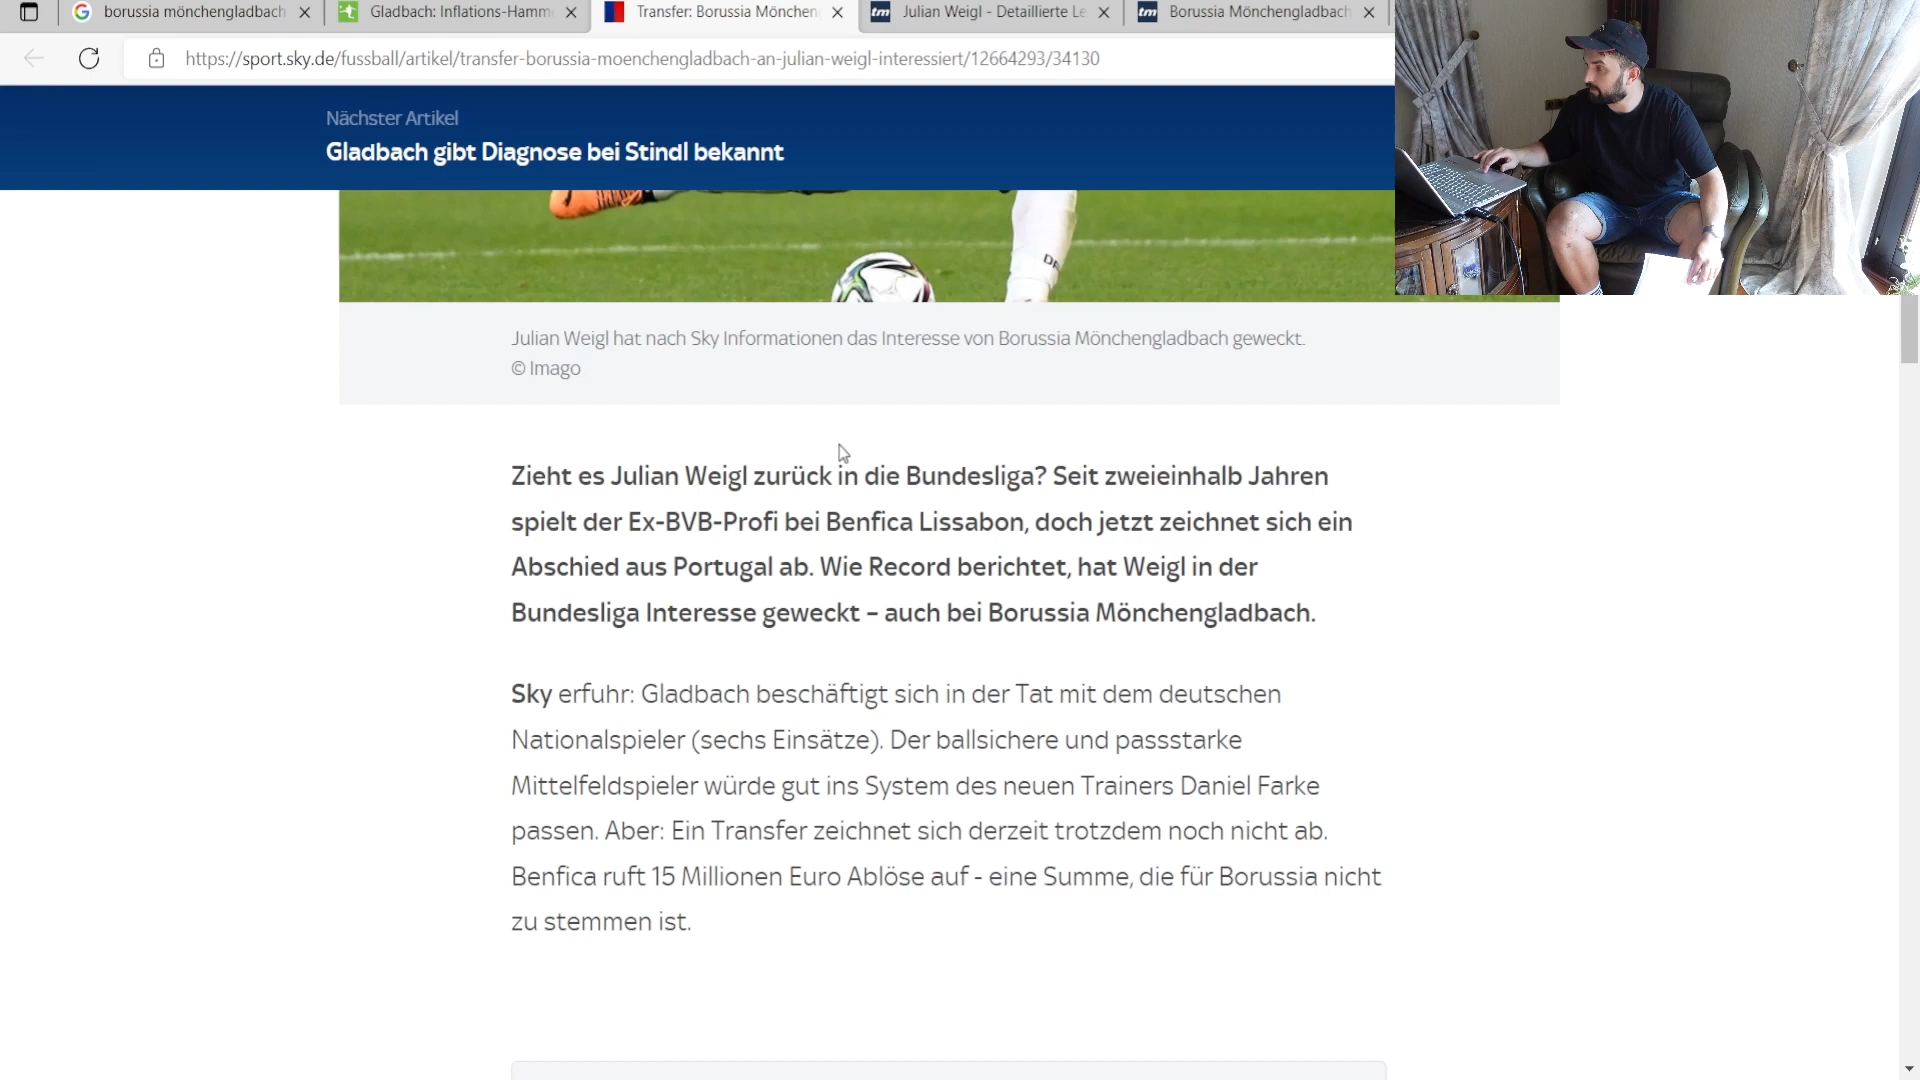 borussia mönchengladbach
Gladbach: Inflations-Hamm
Transfer: Borussia Mönchen
tm Julian Weigl - Detaillierte Le
tm Borussia Mönchengladbach
https://sport.sky.de/fussball/artikel/transfer-borussia-moenchengladbach-an-julian-weigl-interessiert/12664293/34130
Nächster Artikel
Gladbach gibt Diagnose bei Stindl bekannt
Julian Weigl hat nach Sky Informationen das Interesse von Borussia Mönchengladbach geweckt.
© Imago
Zieht es Julian Weigl zurück in die Bundesliga? Seit zweieinhalb Jahren
spielt der Ex-BVB-Profi bei Benfica Lissabon, doch jetzt zeichnet sich ein
Abschied aus Portugal ab. Wie Record berichtet, hat Weigl in der
Bundesliga Interesse geweckt – auch bei Borussia Mönchengladbach.
Sky erfuhr: Gladbach beschäftigt sich in der Tat mit dem deutschen
Nationalspieler (sechs Einsätze). Der ballsichere und passstarke
Mittelfeldspieler würde gut ins System des neuen Trainers Daniel Farke
passen. Aber: Ein Transfer zeichnet sich derzeit trotzdem noch nicht ab.
Benfica ruft 15 Millionen Euro Ablöse auf - eine Summe, die für Borussia nicht
zu stemmen ist.